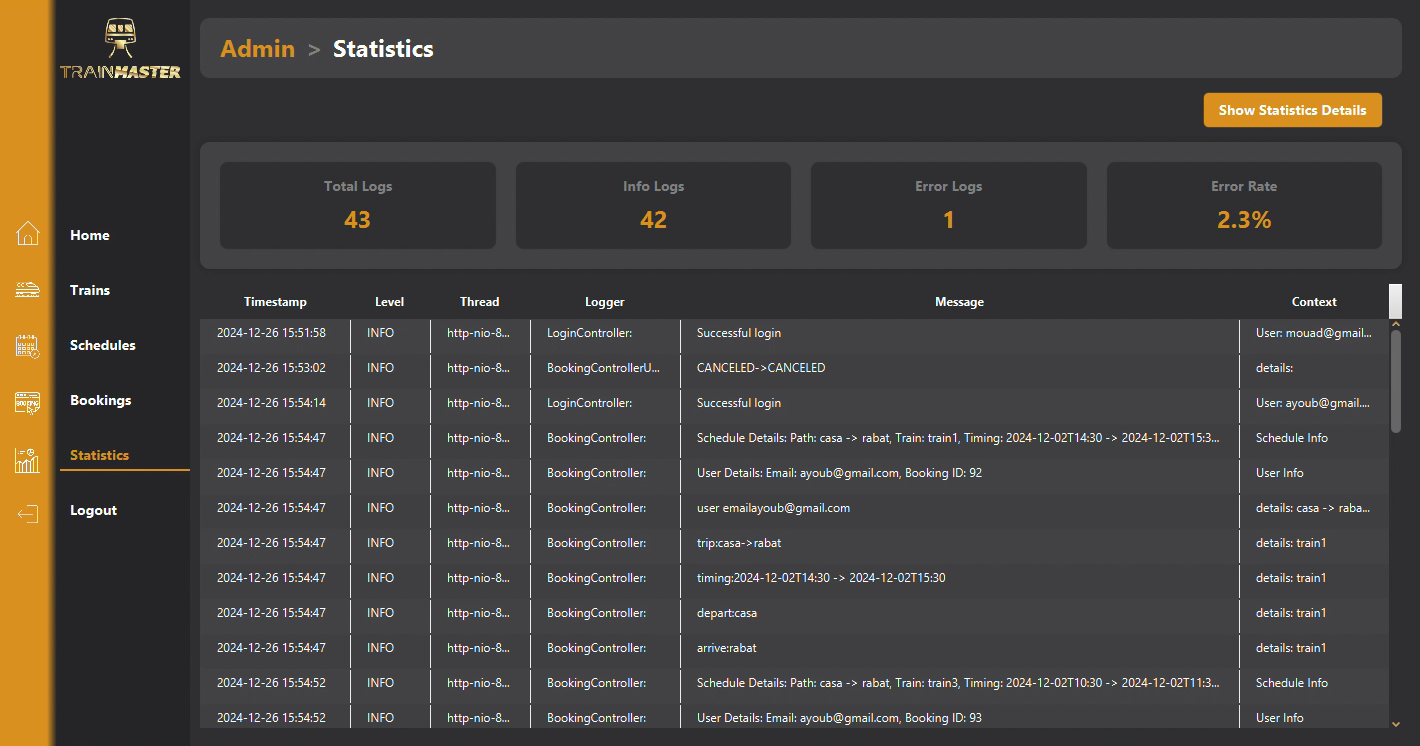 TRAINMASTER
Admin > Statistics
Show Statistics Details
Total Logs Info Logs Error Logs Error Rate
43 42 1 2.3%
Home
Trains
Schedules
Bookings
Statistics
Logout
Timestamp Level Thread Logger Message Context
2024-12-26 15:51:58 INFO http-nio-8... LoginController: Successful login User: mouad@gmail...
2024-12-26 15:53:02 INFO http-nio-8... BookingControllerU... CANCELED->CANCELED details:
2024-12-26 15:54:14 INFO http-nio-8... LoginController: Successful login User: ayoub@gmail....
2024-12-26 15:54:47 INFO http-nio-8... BookingController: Schedule Details: Path: casa -> rabat, Train: train1, Timing: 2024-12-02T14:30 -> 2024-12-02T15:3... Schedule Info
2024-12-26 15:54:47 INFO http-nio-8... BookingController: User Details: Email: ayoub@gmail.com, Booking ID: 92 User Info
2024-12-26 15:54:47 INFO http-nio-8... BookingController: user emailayoub@gmail.com details: casa -> raba...
2024-12-26 15:54:47 INFO http-nio-8... BookingController: trip:casa->rabat details: train1
2024-12-26 15:54:47 INFO http-nio-8... BookingController: timing:2024-12-02T14:30 -> 2024-12-02T15:30 details: train1
2024-12-26 15:54:47 INFO http-nio-8... BookingController: depart:casa details: train1
2024-12-26 15:54:47 INFO http-nio-8... BookingController: arrive:rabat details: train1
2024-12-26 15:54:52 INFO http-nio-8... BookingController: Schedule Details: Path: casa -> rabat, Train: train3, Timing: 2024-12-02T10:30 -> 2024-12-02T11:3... Schedule Info
2024-12-26 15:54:52 INFO http-nio-8... BookingController: User Details: Email: ayoub@gmail.com, Booking ID: 93 User Info